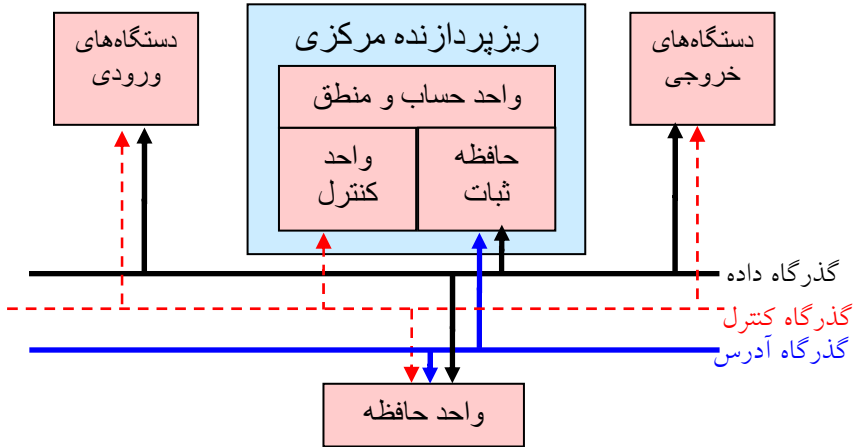 دستگاه‌های
خروجی
ریزپردازنده مرکزی
دستگاه‌های
ورودی
واحد حساب و منطق
حافظه
ثبات
واحد
کنترل
گذرگاه داده
گذرگاه کنترل
گذرگاه آدرس
واحد حافظه